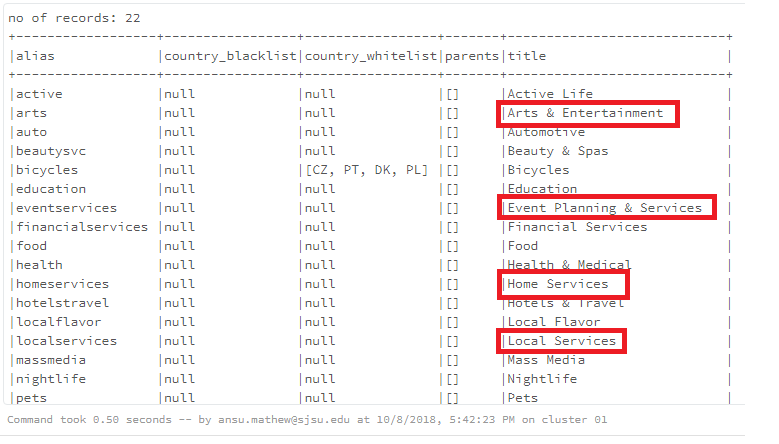 no of records: 22
+------------------+-----------------+-----------------+-------+----------------------------+
|alias             |country_blacklist|country_whitelist|parents|title                       |
+------------------+-----------------+-----------------+-------+----------------------------+
|active            |null             |null             |[]     |Active Life                 |
|arts              |null             |null             |[]     |Arts & Entertainment        |
|auto              |null             |null             |[]     |Automotive                  |
|beautysvc         |null             |null             |[]     |Beauty & Spas               |
|bicycles          |null             |[CZ, PT, DK, PL] |[]     |Bicycles                    |
|education         |null             |null             |[]     |Education                   |
|eventservices     |null             |null             |[]     |Event Planning & Services   |
|financialservices |null             |null             |[]     |Financial Services          |
|food              |null             |null             |[]     |Food                        |
|health            |null             |null             |[]     |Health & Medical            |
|homeservices      |null             |null             |[]     |Home Services               |
|hotelstravel      |null             |null             |[]     |Hotels & Travel             |
|localflavor       |null             |null             |[]     |Local Flavor                |
|localservices     |null             |null             |[]     |Local Services              |
|massmedia         |null             |null             |[]     |Mass Media                  |
|nightlife         |null             |null             |[]     |Nightlife                   |
|pets              |null             |null             |[]     |Pets                        |
Command took 0.50 seconds -- by ansu.mathew@sjsu.edu at 10/8/2018, 5:42:23 PM on cluster 01